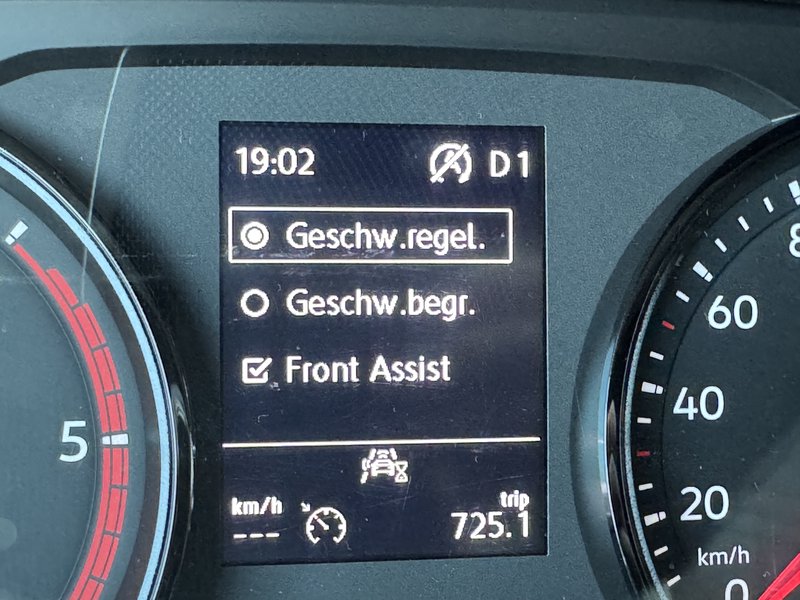 19:02 D1
Geschw.regel.
Geschw.begr.
Front Assist
km/h trip
--- 725.1
5
60
40
20
km/h
0